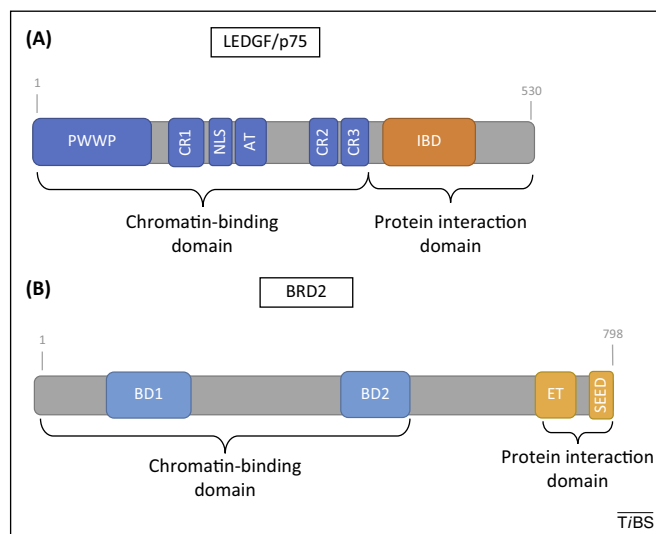 (A)
LEDGF/p75
1
530
PWWP
CR1
NLS
AT
CR2
CR3
IBD
Chromatin-binding
domain
Protein interaction
domain
(B)
BRD2
1
798
BD1
BD2
ET
SEED
Chromatin-binding
domain
Protein interaction
domain
TiBS